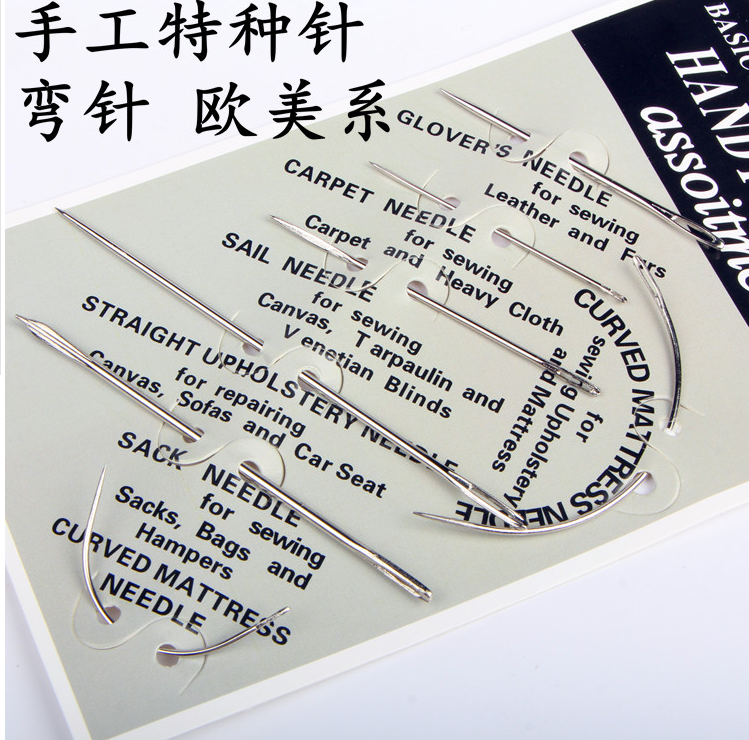 手工特种针
弯针 欧美系
BASIC
HAND
assoitme
GLOVER'S NEEDLE
for sewing
Leather and Furs
CARPET NEEDLE
for sewing
Carpet and Heavy Cloth
SAIL NEEDLE
for sewing
Canvas, Tarpaulin and
Venetian Blinds
STRAIGHT UPHOLSTERY NEEDLE
for repairing
Canvas, Sofas and Car Seat
SACK NEEDLE
for sewing
Sacks, Bags and
Hampers
CURVED MATTRESS
NEEDLE
CURVED MATTRESS NEEDLE
for
sewing Upholstery
and Mattress